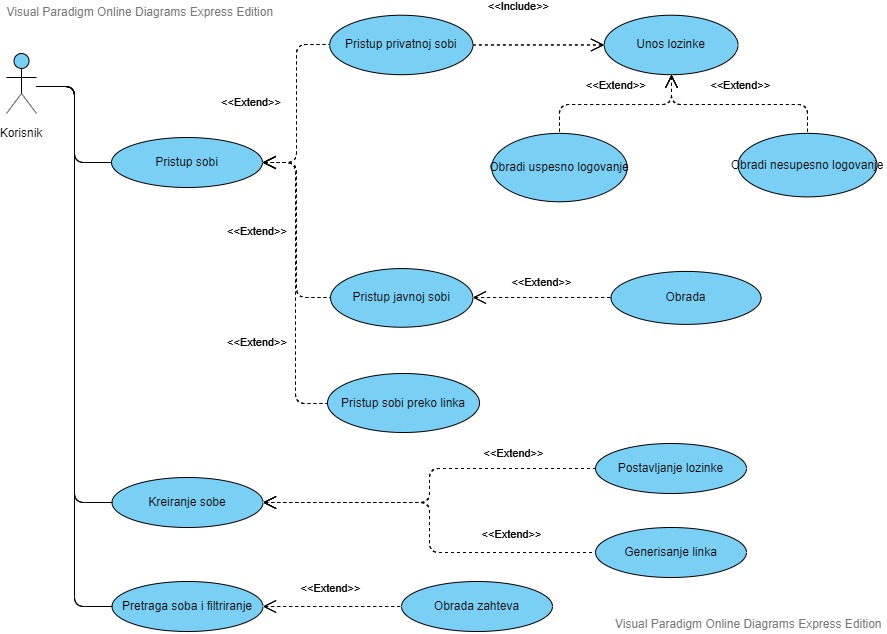 Visual Paradigm Online Diagrams Express Edition
<<Include>>
Pristup privatnoj sobi
Unos lozinke
<<Extend>>
<<Extend>>
<<Extend>>
Korisnik
Pristup sobi
Obradi uspesno logovanje
Obradi nesupesno logovanje
<<Extend>>
<<Extend>>
Pristup javnoj sobi
Obrada
<<Extend>>
Pristup sobi preko linka
<<Extend>>
Postavljanje lozinke
Kreiranje sobe
<<Extend>>
Generisanje linka
<<Extend>>
Pretraga soba i filtriranje
Obrada zahteva
Visual Paradigm Online Diagrams Express Edition